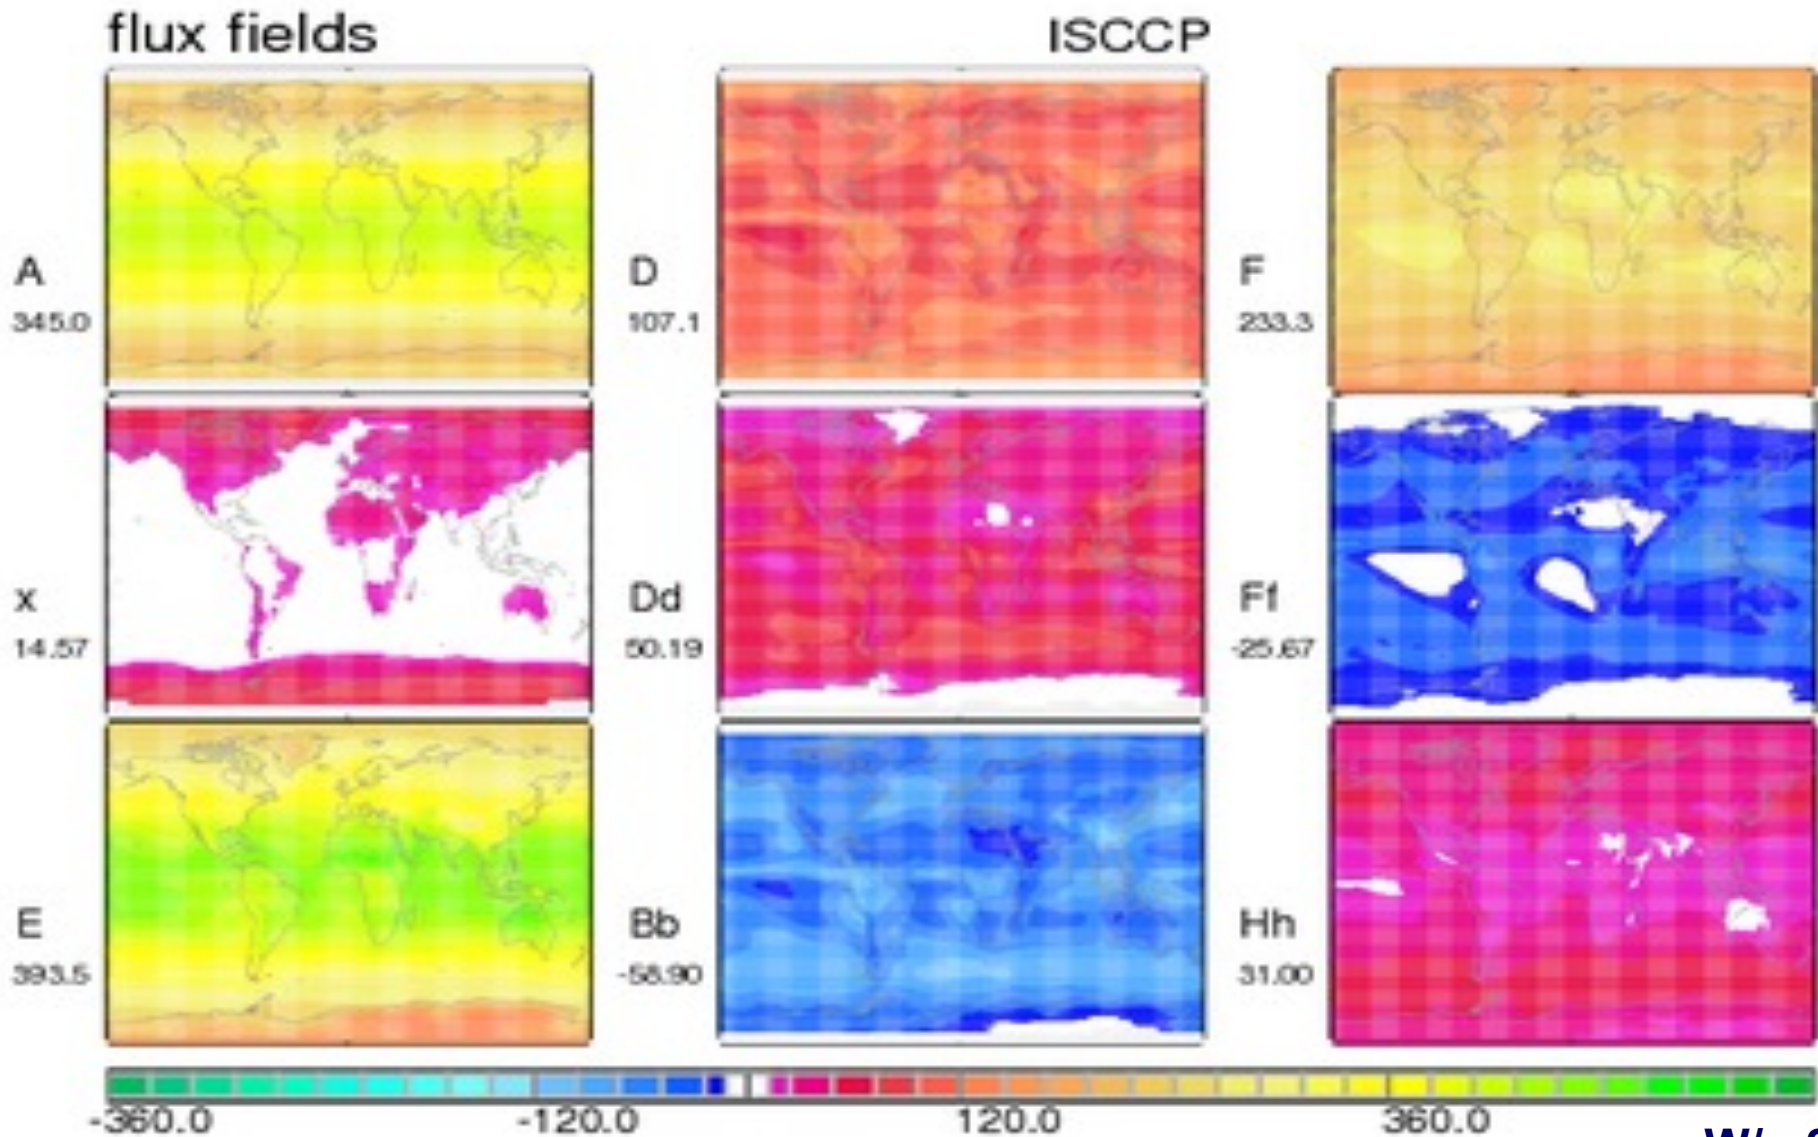 flux fields
ISCCP
A
345.0
D
107.1
F
233.3
x
14.57
Dd
50.19
Ff
-25.67
E
393.5
Bb
-58.90
Hh
31.00
-360.0
-120.0
120.0
360.0